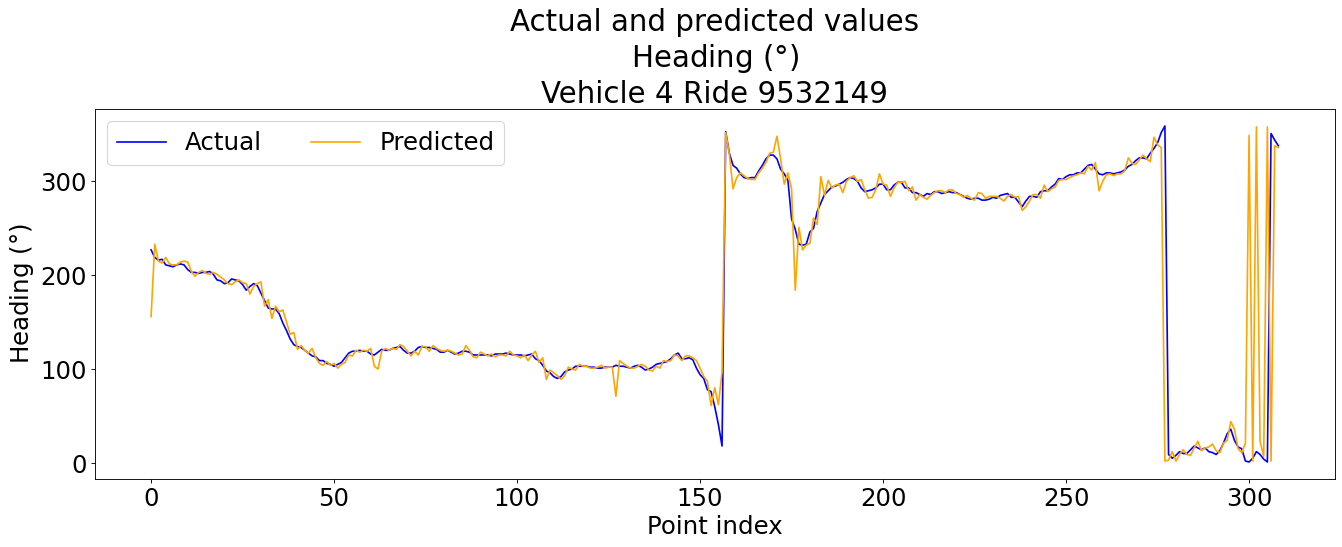 Actual and predicted values
Heading (°)
Vehicle 4 Ride 9532149
Actual Predicted
Heading (°)
300
200
100
0
0 50 100 150 200 250 300
Point index